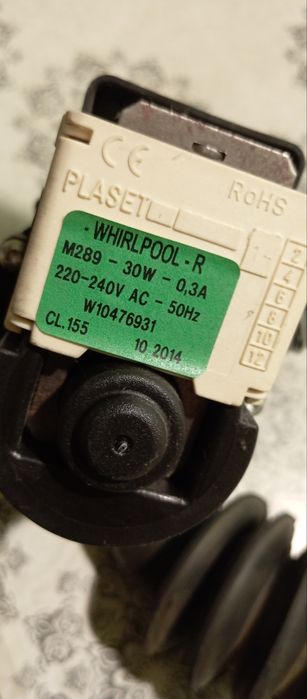 CE
RoHS
PLASET
WHIRLPOOL - R
M289 - 30W - 0,3A
220-240V AC - 50Hz
W10476931
CL.155 10 2014
2
4
6
8
10
12